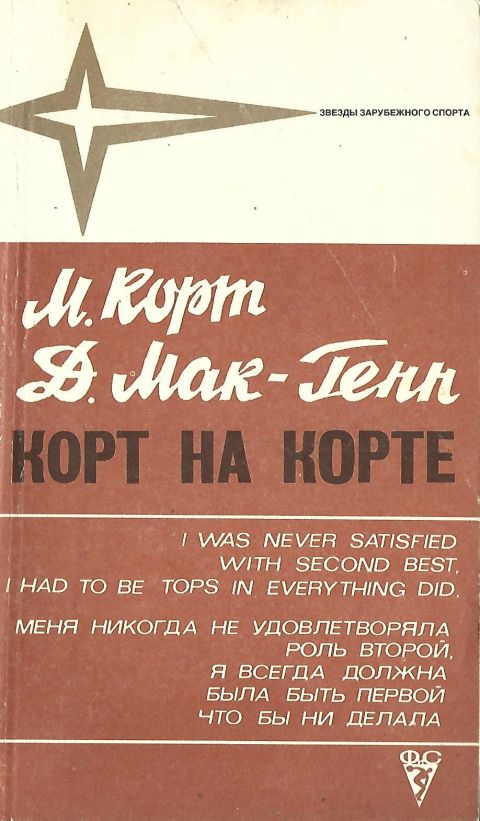 ЗВЕЗДЫ ЗАРУБЕЖНОГО СПОРТА
М. Корт
Д. Мак-Генн
КОРТ НА КОРТЕ
I WAS NEVER SATISFIED
WITH SECOND BEST,
I HAD TO BE TOPS IN EVERYTHING DID.
МЕНЯ НИКОГДА НЕ УДОВЛЕТВОРЯЛА
РОЛЬ ВТОРОЙ,
Я ВСЕГДА ДОЛЖНА
БЫЛА БЫТЬ ПЕРВОЙ
ЧТО БЫ НИ ДЕЛАЛА
ФиС